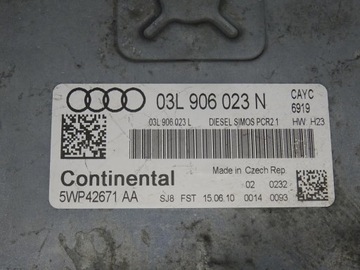 03L 906 023 N
CAYC
6919
03L 906 023 L DIESEL SIMOS PCR2.1 HW H23
Made in Czech Rep.
Continental 02 0232
5WP42671 AA SJ8 FST 15.06.10 0014 0093